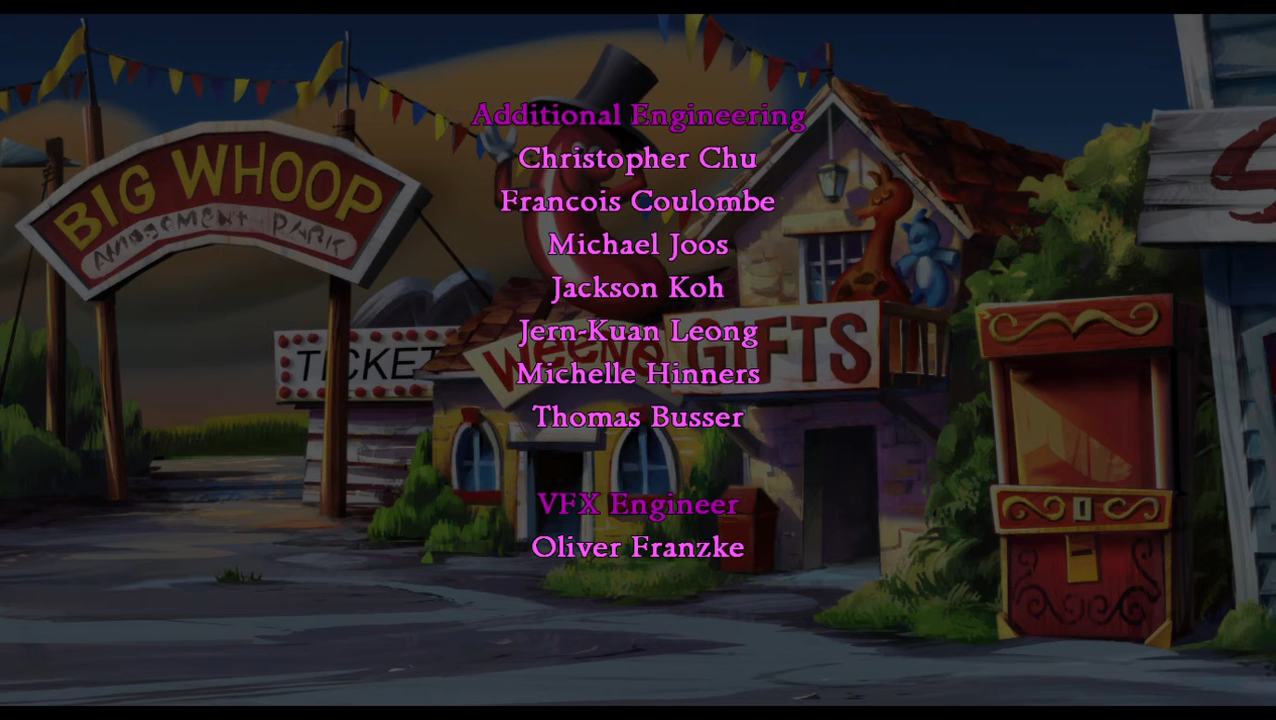 BIG WHOOP
AMUSEMENT PARK
Additional Engineering
Christopher Chu
Francois Coulombe
Michael Joos
Jackson Koh
Jern-Kuan Leong
Michelle Hinners
Thomas Busser
VFX Engineer
Oliver Franzke
TICKET
GIFTS